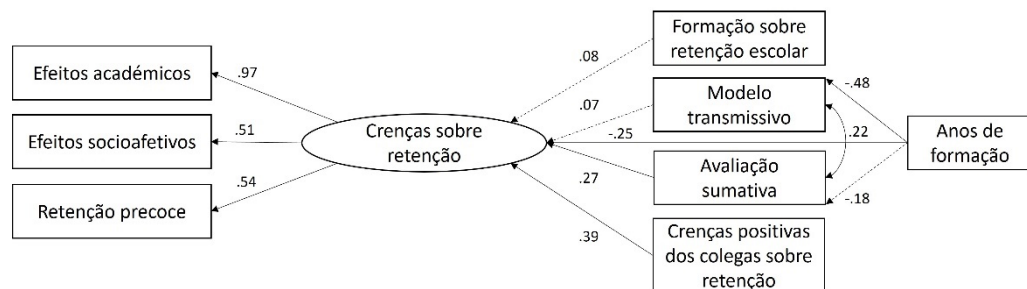 Efeitos académicos
Efeitos socioafetivos
Retenção precoce
.97
.51
.54
Crenças sobre
retenção
.08
.07
-.25
.27
.39
Formação sobre
retenção escolar
Modelo
transmissivo
Avaliação
sumativa
Crenças positivas
dos colegas sobre
retenção
-.48
.22
-.18
Anos de
formação